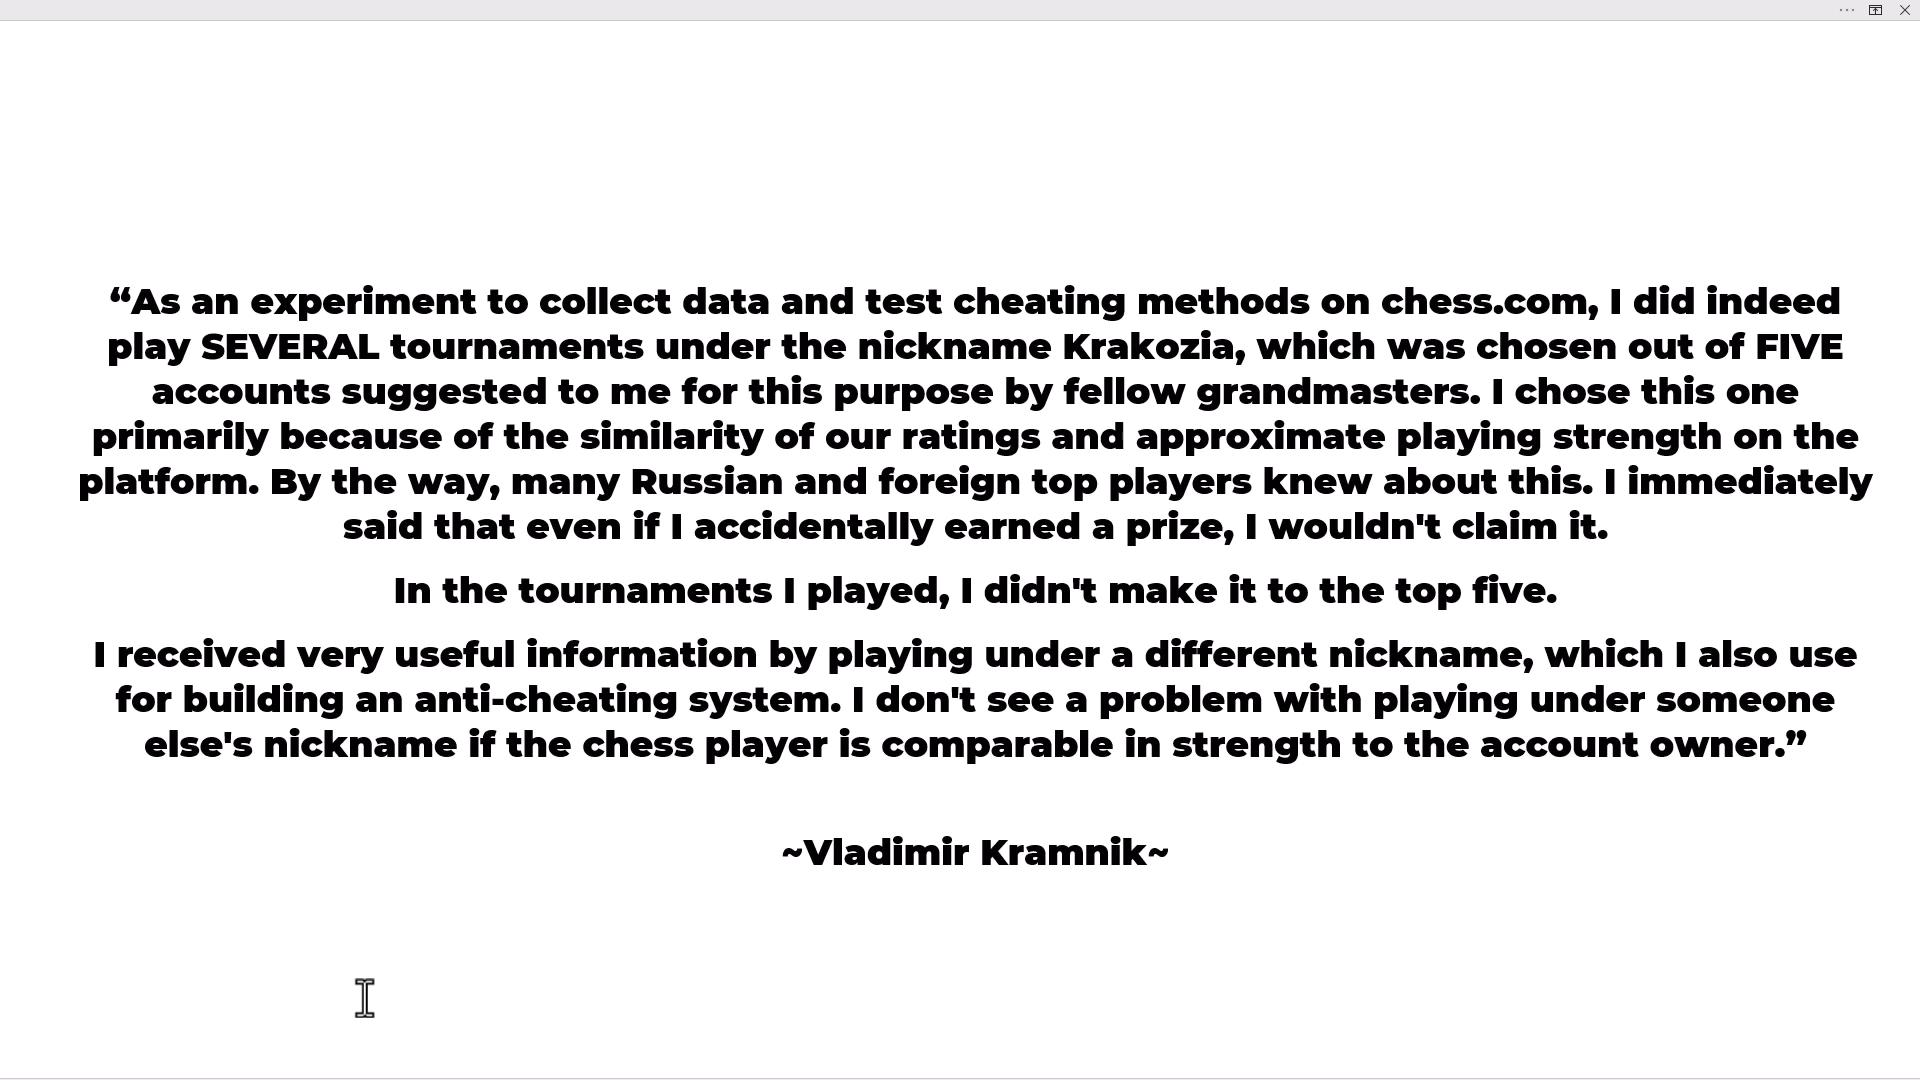 “As an experiment to collect data and test cheating methods on chess.com, I did indeed
play SEVERAL tournaments under the nickname Krakozia, which was chosen out of FIVE
accounts suggested to me for this purpose by fellow grandmasters. I chose this one
primarily because of the similarity of our ratings and approximate playing strength on the
platform. By the way, many Russian and foreign top players knew about this. I immediately
said that even if I accidentally earned a prize, I wouldn't claim it.
In the tournaments I played, I didn't make it to the top five.
I received very useful information by playing under a different nickname, which I also use
for building an anti-cheating system. I don't see a problem with playing under someone
else's nickname if the chess player is comparable in strength to the account owner.”
~Vladimir Kramnik~